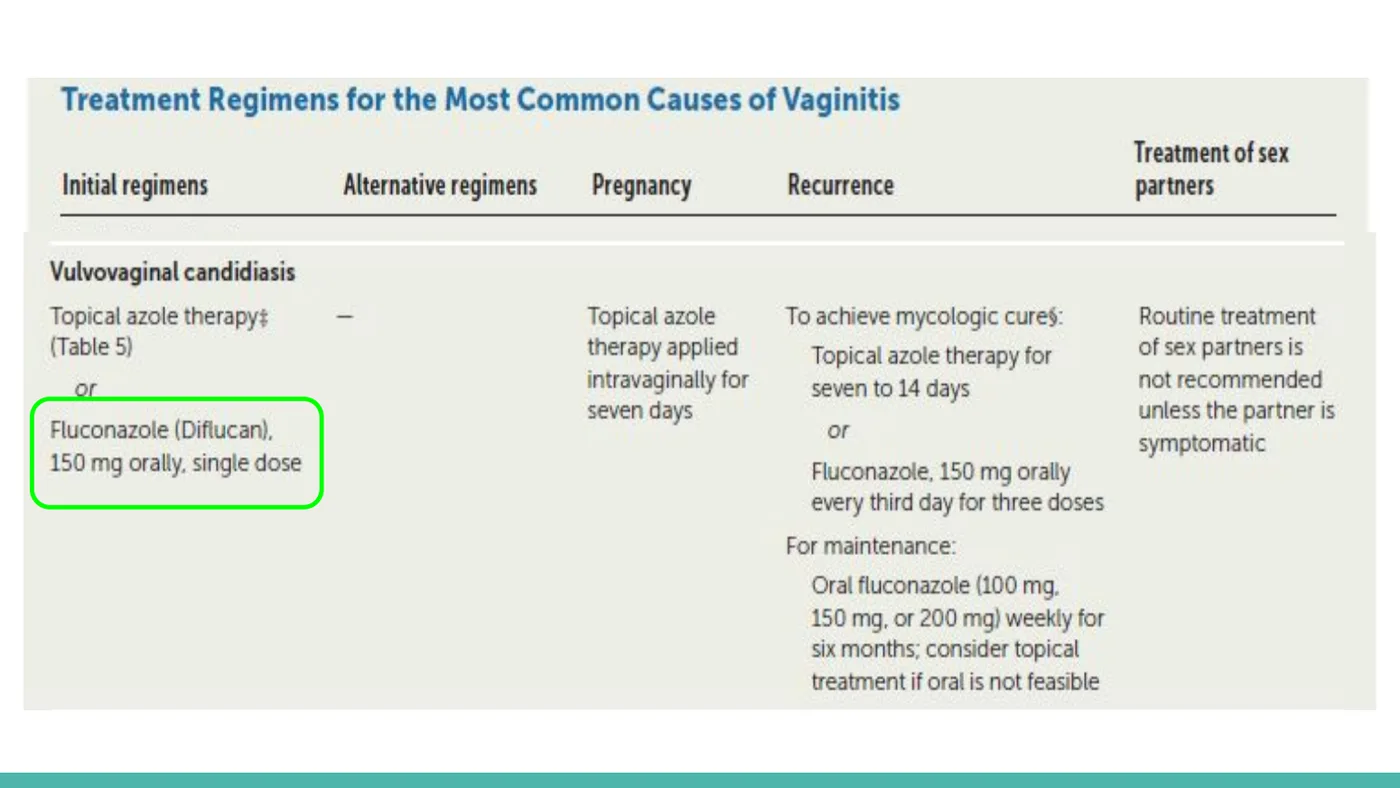 Treatment Regimens for the Most Common Causes of Vaginitis
Initial regimens
Alternative regimens
Pregnancy
Recurrence
Treatment of sex
partners
Vulvovaginal candidiasis
Topical azole therapy‡
(Table 5)
or
Fluconazole (Diflucan),
150 mg orally, single dose
—
Topical azole
therapy applied
intravaginally for
seven days
To achieve mycologic cure§:
Topical azole therapy for
seven to 14 days
or
Fluconazole, 150 mg orally
every third day for three doses
For maintenance:
Oral fluconazole (100 mg,
150 mg, or 200 mg) weekly for
six months; consider topical
treatment if oral is not feasible
Routine treatment
of sex partners is
not recommended
unless the partner is
symptomatic